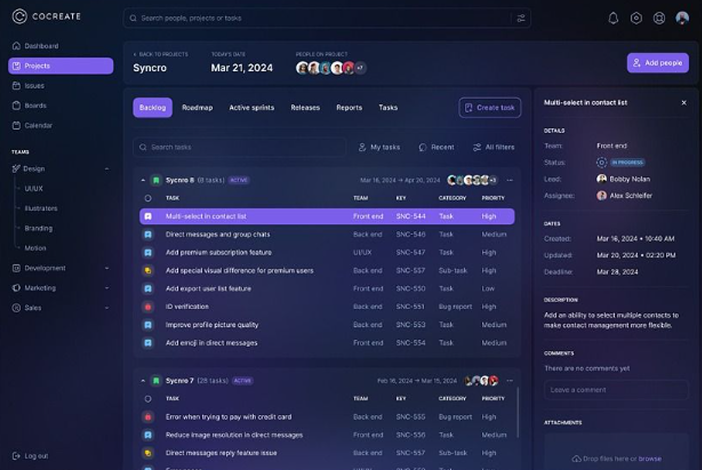 COCREATE
Search people, projects or tasks
Dashboard
Projects
Issues
Boards
Calendar
TEAMS
Design
UI/UX
Illustrators
Branding
Motion
Development
Marketing
Sales
Log out
BACK TO PROJECTS
Syncro
TODAY'S DATE
Mar 21, 2024
PEOPLE ON PROJECT
+7
Add people
Backlog Roadmap Active sprints Releases Reports Tasks
Create task
Search tasks
My tasks Recent All filters
Sycnro 8 (8 tasks) ACTIVE Mar 16, 2024 → Apr 20, 2024 +3
TASK TEAM KEY CATEGORY PRIORITY
Multi-select in contact list Front end SNC-544 Task High
Direct messages and group chats Back end SNC-546 Task Medium
Add premium subscription feature UI/UX SNC-547 Task High
Add special visual difference for premium users Back end SNC-557 Sub-task High
Add export user list feature Front end SNC-550 Task Low
ID verification Back end SNC-551 Bug report High
Improve profile picture quality Back end SNC-553 Task Medium
Add emoji in direct messages Front end SNC-554 Task Medium
Sycnro 7 (28 tasks) ACTIVE Feb 16, 2024 → Mar 15, 2024
TASK TEAM KEY CATEGORY PRIORITY
Error when trying to pay with credit card Back end SNC-555 Bug report High
Reduce image resolution in direct messages Front end SNC-556 Task Medium
Direct messages reply feature issue Back end SNC-557 Sub-task High
Multi-select in contact list
DETAILS
Team: Front end
Status: IN PROGRESS
Lead: Bobby Nolan
Assignee: Alex Schleifer
DATES
Created: Mar 16, 2024 • 10:40 AM
Updated: Mar 20, 2024 • 02:20 PM
Deadline: Mar 28, 2024
DESCRIPTION
Add an ability to select multiple contacts to
make contact management more flexible.
COMMENTS
There are no comments yet
Leave a comment
ATTACHMENTS
Drop files here or browse